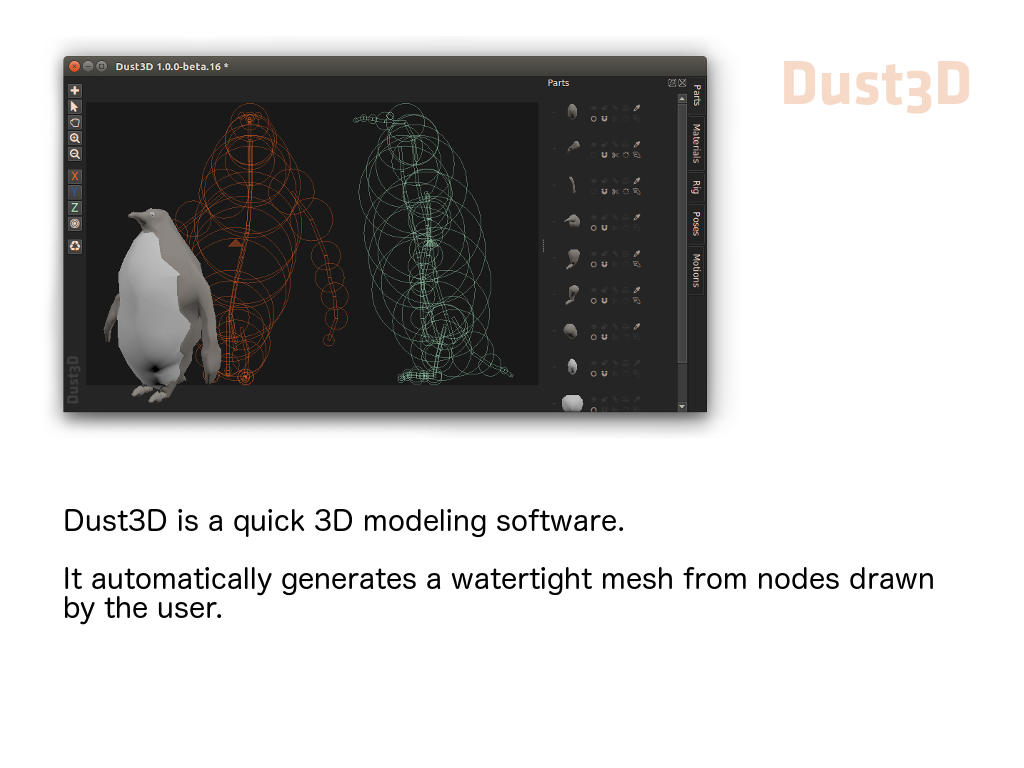 Dust3D 1.0.0-beta.16 *
Dust3D
Parts
Parts
Materials
Rig
Poses
Motions
X
Y
Z
Dust3D
Dust3D is a quick 3D modeling software.
It automatically generates a watertight mesh from nodes drawn
by the user.